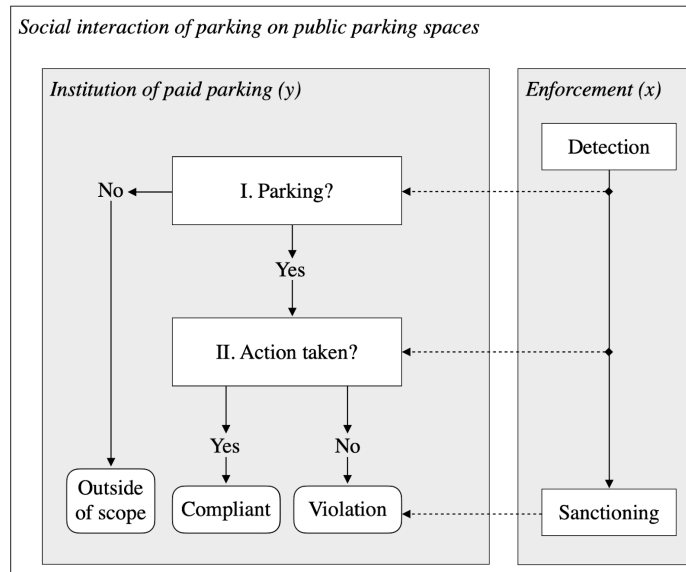 Social interaction of parking on public parking spaces
Institution of paid parking (y)
Enforcement (x)
Detection
No
I. Parking?
Yes
II. Action taken?
Yes
No
Outside
of scope
Compliant
Violation
Sanctioning